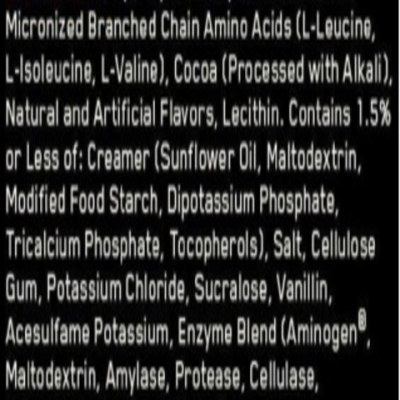 Micronized Branched Chain Amino Acids (L-Leucine,
L-Isoleucine, L-Valine), Cocoa (Processed with Alkali),
Natural and Artificial Flavors, Lecithin. Contains 1.5%
or Less of: Creamer (Sunflower Oil, Maltodextrin,
Modified Food Starch, Dipotassium Phosphate,
Tricalcium Phosphate, Tocopherols), Salt, Cellulose
Gum, Potassium Chloride, Sucralose, Vanillin,
Acesulfame Potassium, Enzyme Blend (Aminogen®,
Maltodextrin, Amylase, Protease, Cellulase,